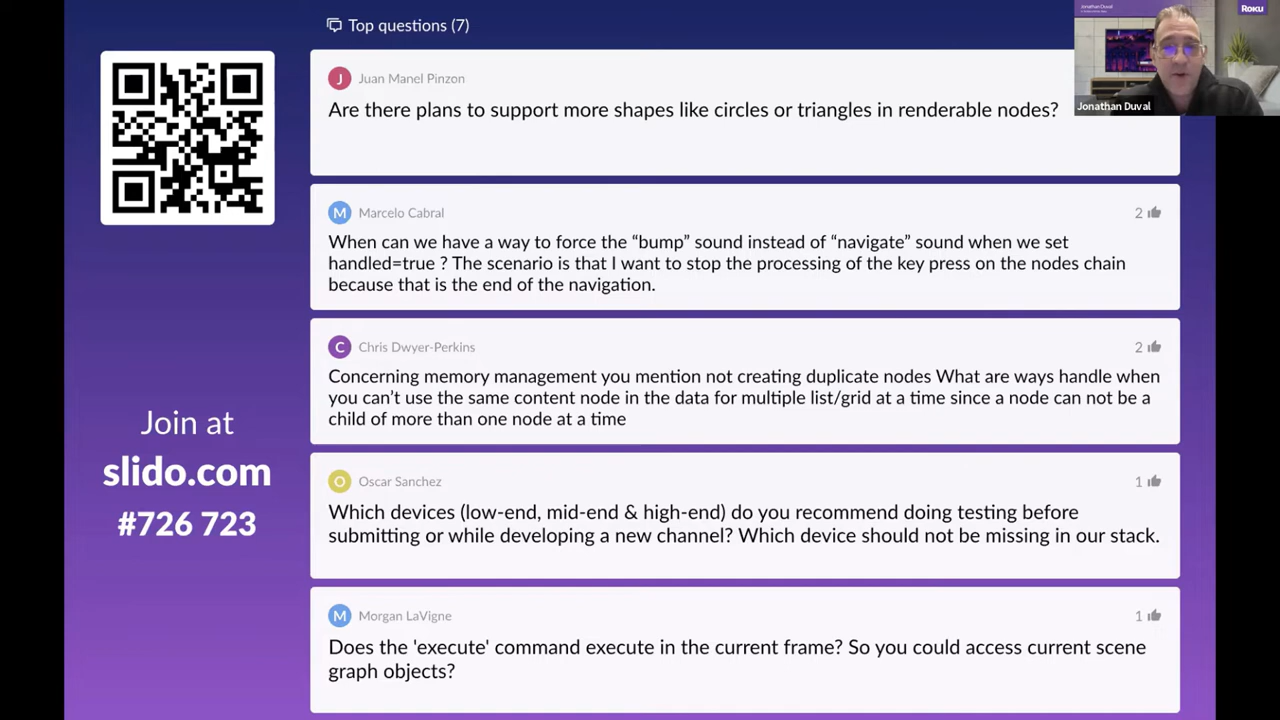 Top questions (7)
J Juan Manel Pinzon
Are there plans to support more shapes like circles or triangles in renderable nodes?
M Marcelo Cabral 2
When can we have a way to force the “bump” sound instead of “navigate” sound when we set
handled=true ? The scenario is that I want to stop the processing of the key press on the nodes chain
because that is the end of the navigation.
C Chris Dwyer-Perkins 2
Concerning memory management you mention not creating duplicate nodes What are ways handle when
you can’t use the same content node in the data for multiple list/grid at a time since a node can not be a
child of more than one node at a time
O Oscar Sanchez 1
Which devices (low-end, mid-end & high-end) do you recommend doing testing before
submitting or while developing a new channel? Which device should not be missing in our stack.
M Morgan LaVigne 1
Does the 'execute' command execute in the current frame? So you could access current scene
graph objects?
Join at
slido.com
#726 723
Jonathan Duval
Roku
Jonathan Duval